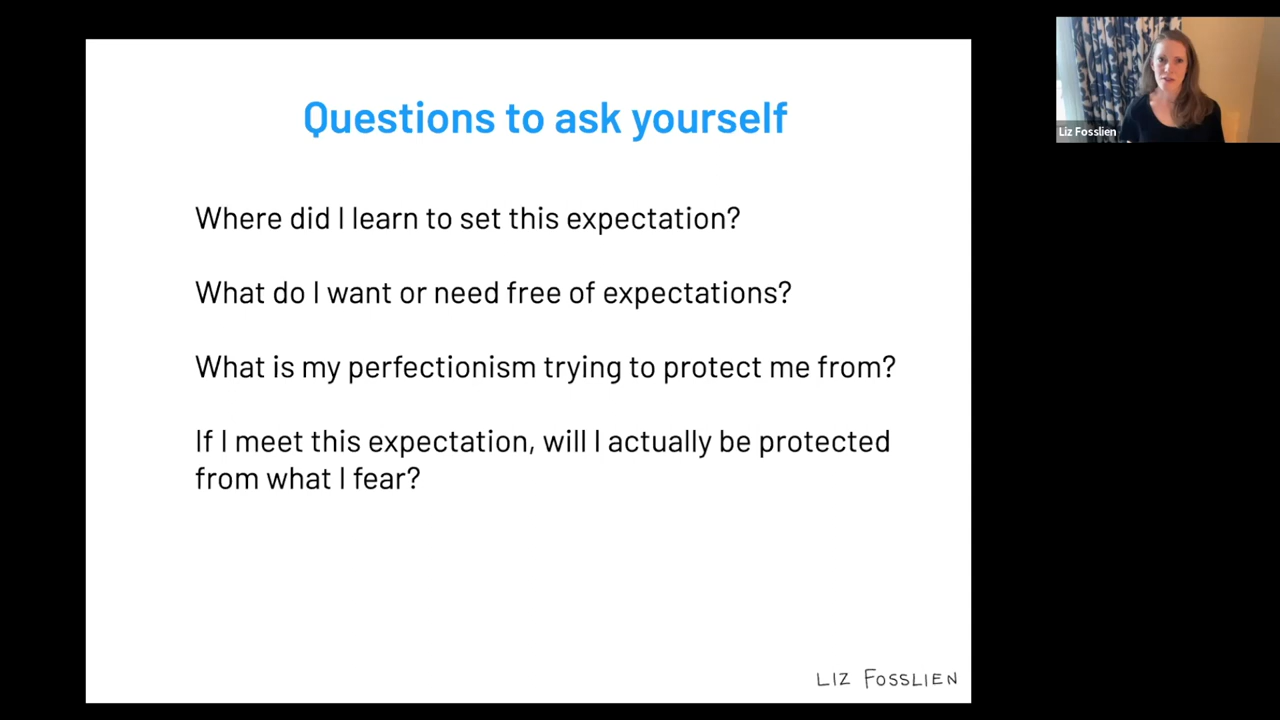 Questions to ask yourself
Liz Fosslien
Where did I learn to set this expectation?
What do I want or need free of expectations?
What is my perfectionism trying to protect me from?
If I meet this expectation, will I actually be protected
from what I fear?
LIZ FOSSLIEN